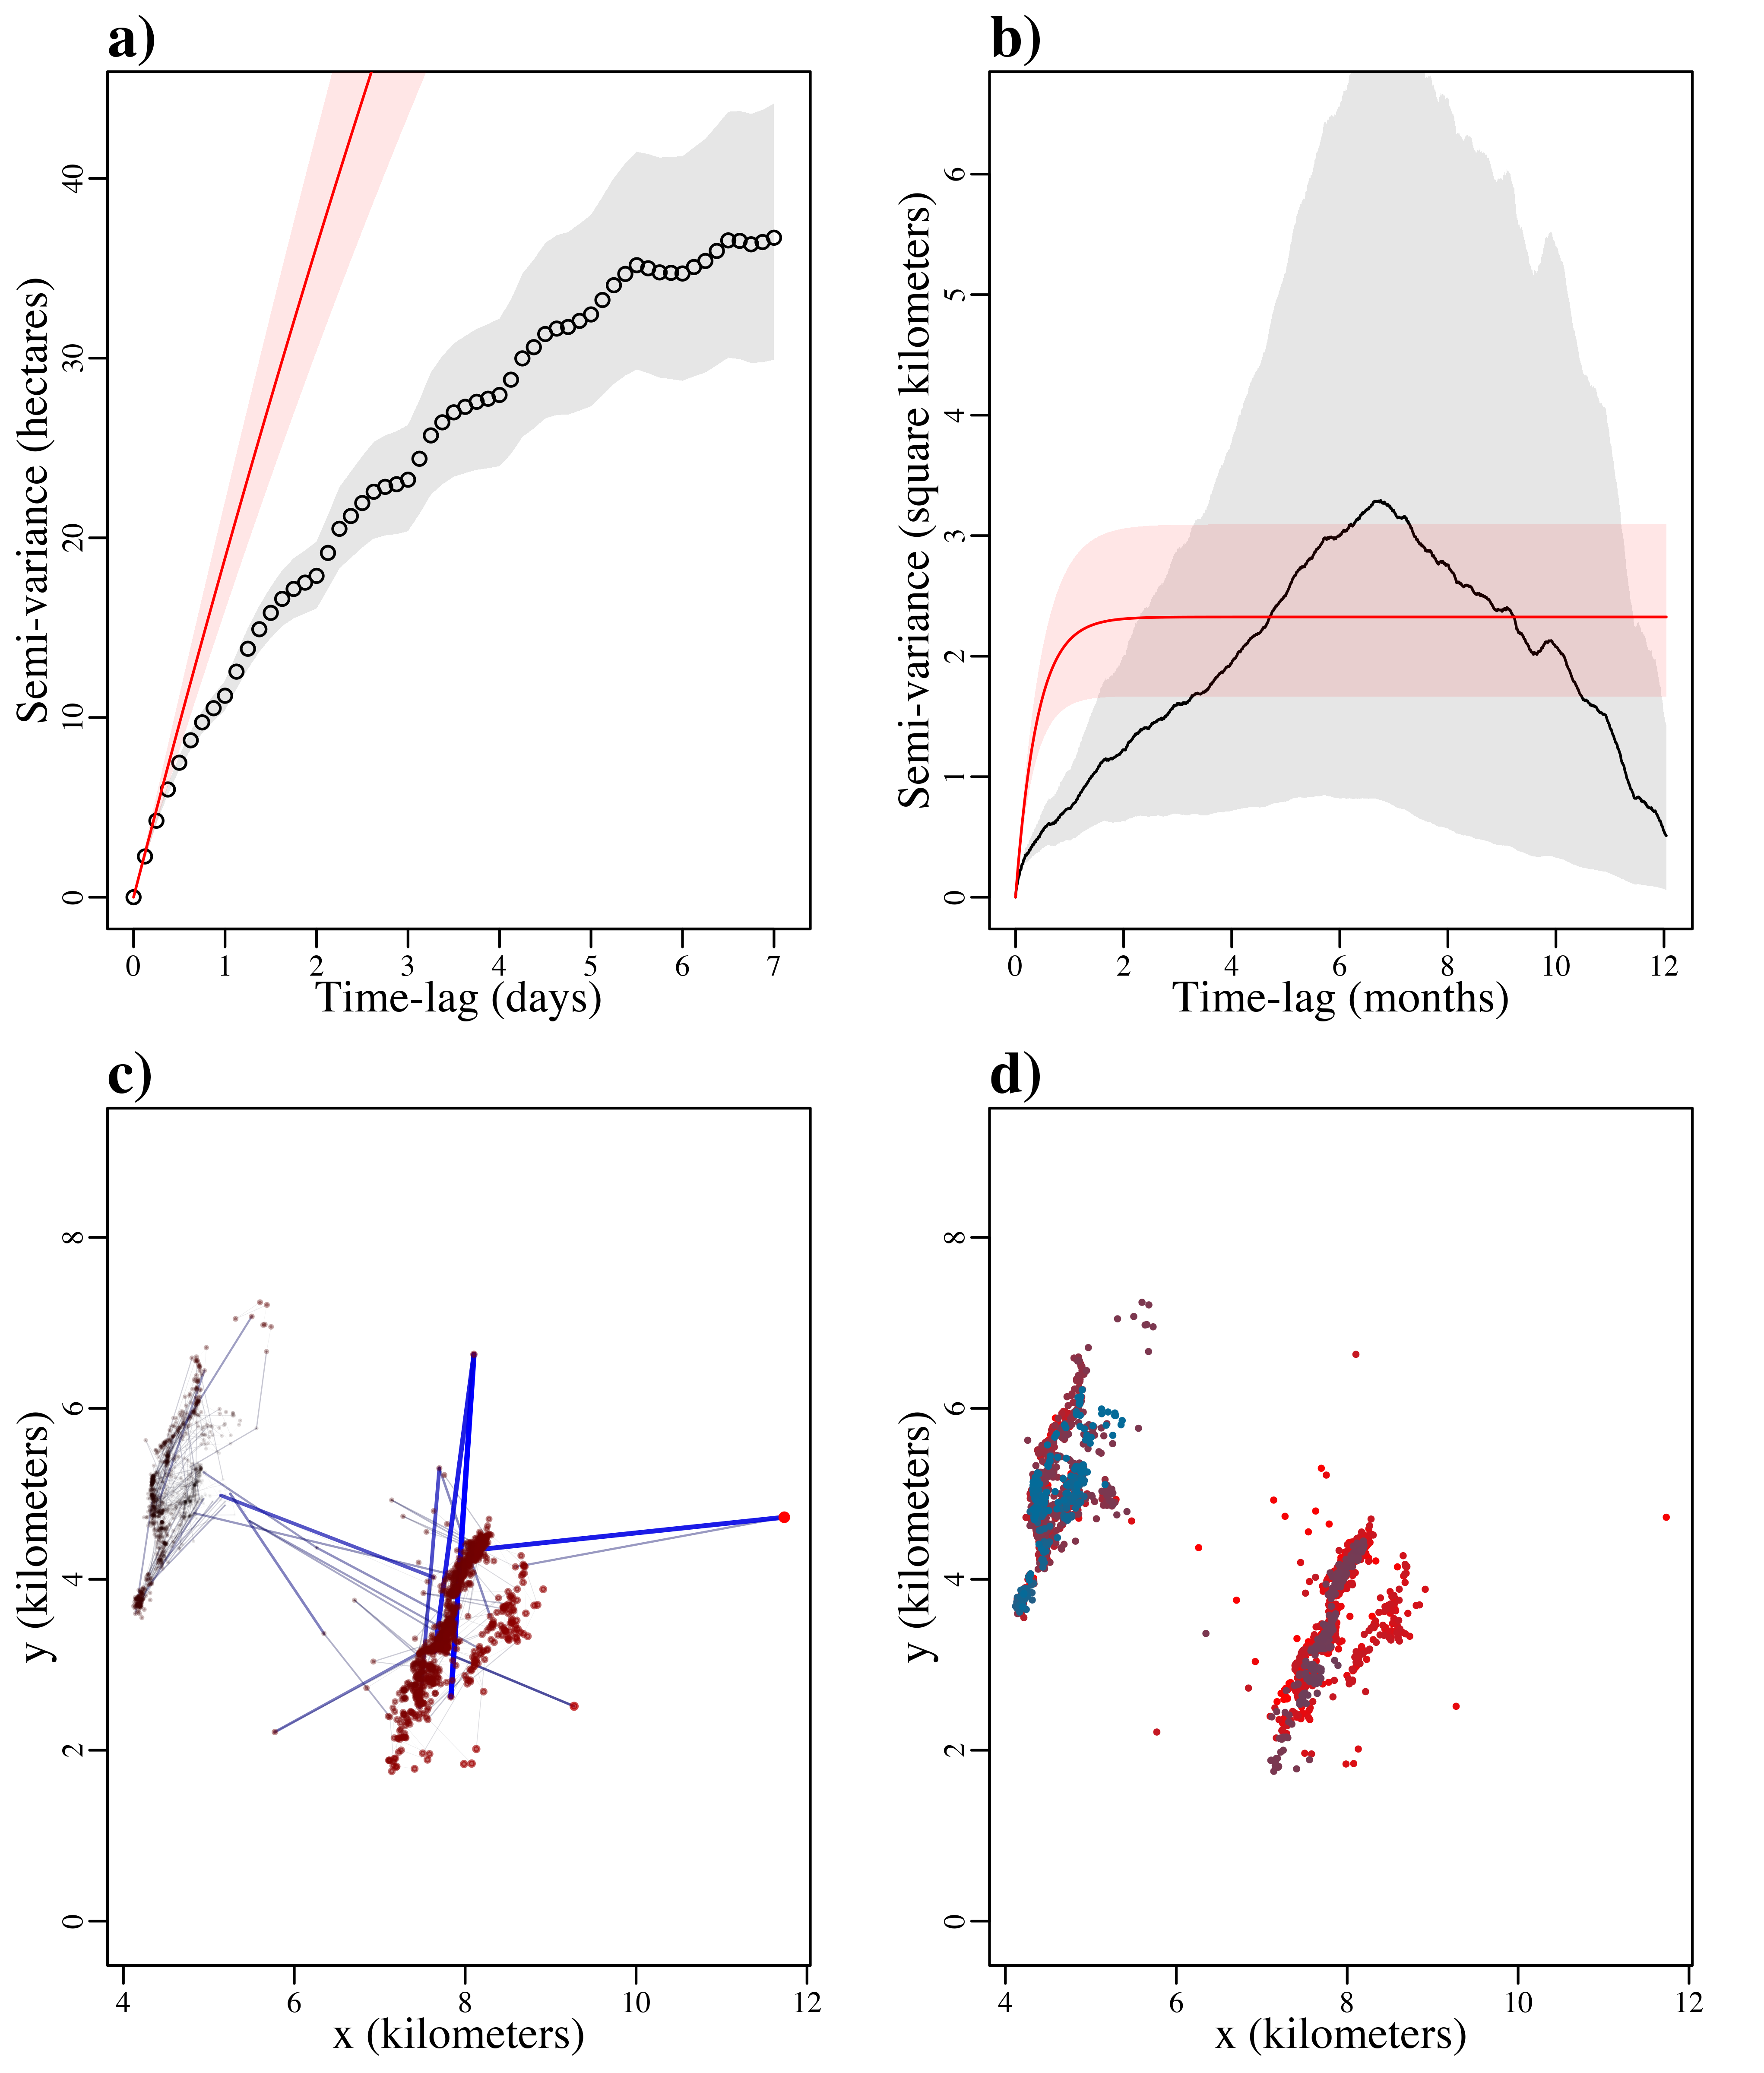 a)
Semi-variance (hectares)
0 10 20 30 40
0 1 2 3 4 5 6 7
Time-lag (days)
b)
Semi-variance (square kilometers)
0 1 2 3 4 5 6
0 2 4 6 8 10 12
Time-lag (months)
c)
y (kilometers)
0 2 4 6 8
4 6 8 10 12
x (kilometers)
d)
y (kilometers)
0 2 4 6 8
4 6 8 10 12
x (kilometers)